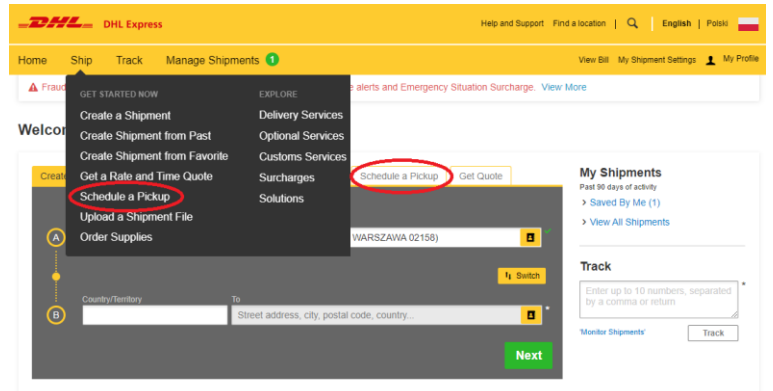 DHL DHL Express
Help and Support Find a location | English | Polski
Home Ship Track Manage Shipments 1
View Bill My Shipment Settings My Profile
Fraud
e alerts and Emergency Situation Surcharge. View More
GET STARTED NOW
Create a Shipment
Create Shipment from Past
Create Shipment from Favorite
Get a Rate and Time Quote
Schedule a Pickup
Upload a Shipment File
Order Supplies
EXPLORE
Delivery Services
Optional Services
Customs Services
Surcharges
Solutions
Welcor
Create
Schedule a Pickup
Get Quote
A
WARSZAWA 02158)
*
Switch
Country/Territory
To
B
Street address, city, postal code, country...
*
Next
My Shipments
Past 90 days of activity
Saved By Me (1)
View All Shipments
Track
Enter up to 10 numbers, separated
by a comma or return
*
'Monitor Shipments'
Track